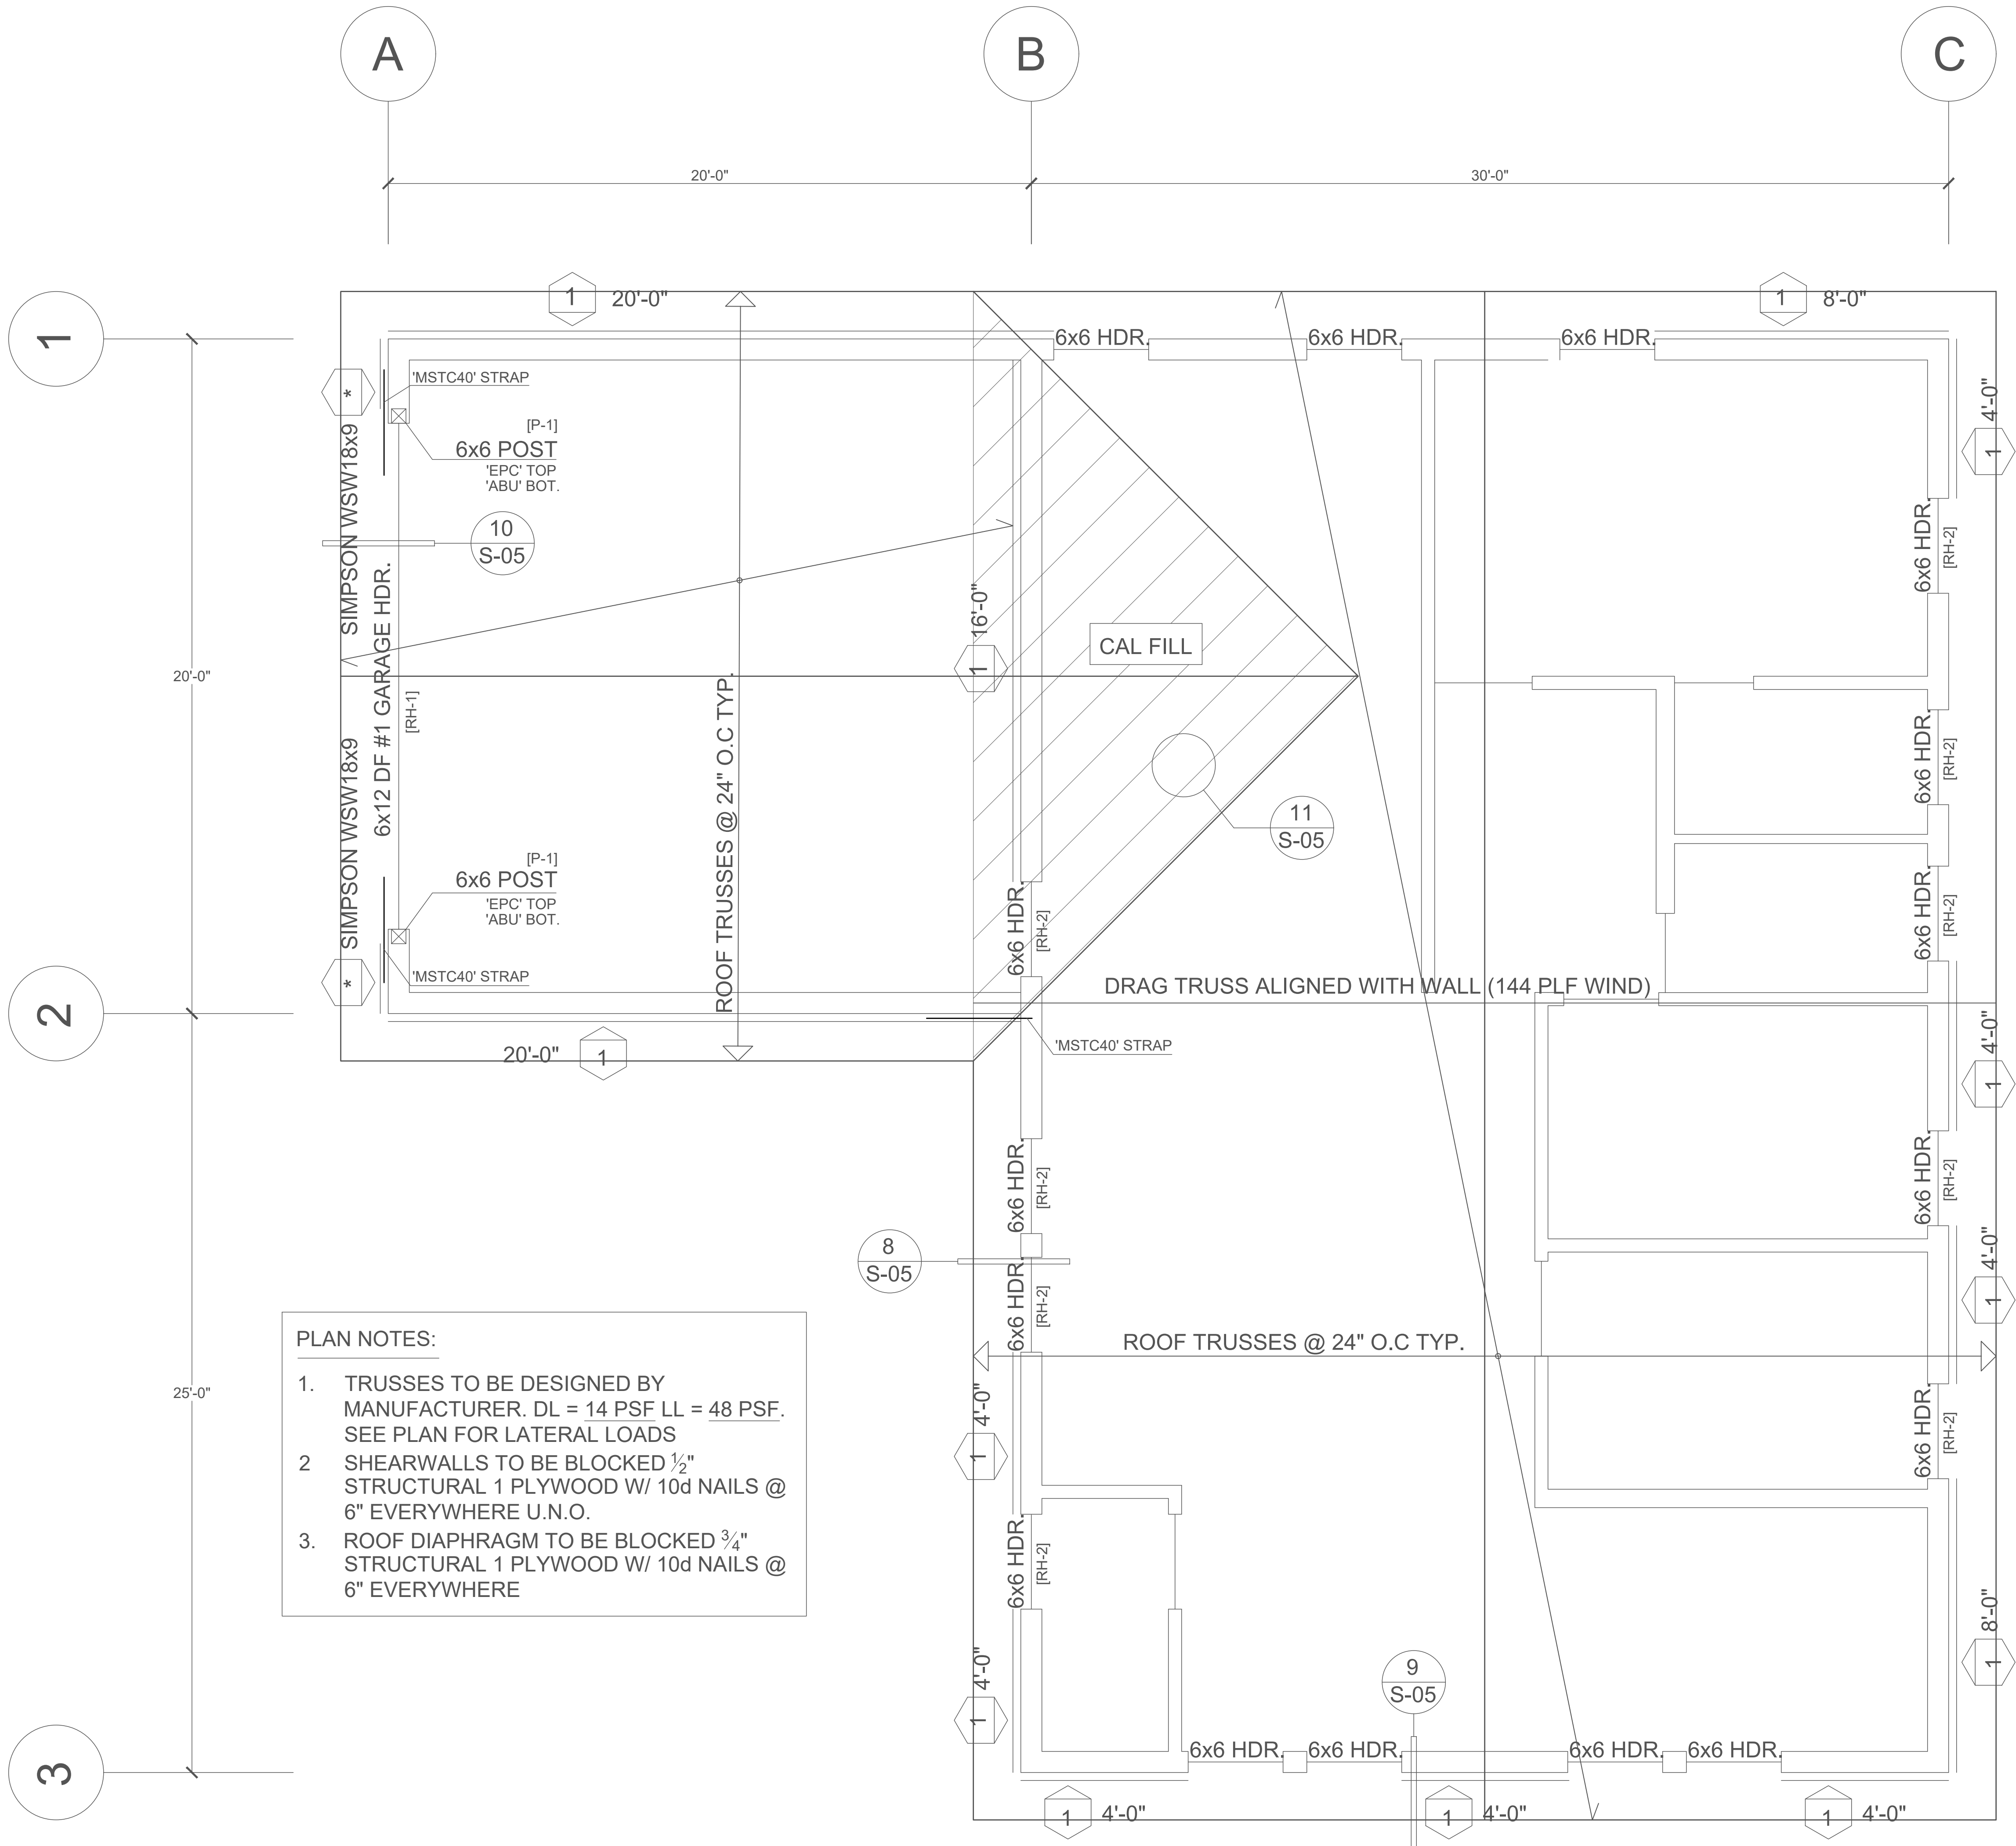 A
B
C
20'-0"
30'-0"
1
20'-0"
1
8'-0"
1
6x6 HDR.
6x6 HDR.
6x6 HDR.
'MSTC40' STRAP
*
SIMPSON WSW18x9
[P-1]
6x6 POST
'EPC' TOP
'ABU' BOT.
4'-0"
1
10
S-05
6x6 HDR.
[RH-2]
6x12 DF #1 GARAGE HDR.
[RH-1]
16'-0"
1
CAL FILL
20'-0"
ROOF TRUSSES @ 24" O.C TYP.
6x6 HDR.
[RH-2]
11
S-05
SIMPSON WSW18x9
*
[P-1]
6x6 POST
'EPC' TOP
'ABU' BOT.
'MSTC40' STRAP
6x6 HDR.
[RH-2]
6x6 HDR.
[RH-2]
DRAG TRUSS ALIGNED WITH WALL (144 PLF WIND)
2
20'-0"
1
'MSTC40' STRAP
4'-0"
1
6x6 HDR.
[RH-2]
6x6 HDR.
[RH-2]
8
S-05
4'-0"
1
6x6 HDR.
[RH-2]
ROOF TRUSSES @ 24" O.C TYP.
25'-0"
4'-0"
1
6x6 HDR.
[RH-2]
PLAN NOTES:
1. TRUSSES TO BE DESIGNED BY
MANUFACTURER. DL = 14 PSF LL = 48 PSF.
SEE PLAN FOR LATERAL LOADS
2 SHEARWALLS TO BE BLOCKED ½"
STRUCTURAL 1 PLYWOOD W/ 10d NAILS @
6" EVERYWHERE U.N.O.
3. ROOF DIAPHRAGM TO BE BLOCKED ¾"
STRUCTURAL 1 PLYWOOD W/ 10d NAILS @
6" EVERYWHERE
6x6 HDR.
[RH-2]
4'-0"
1
8'-0"
1
9
S-05
3
6x6 HDR.
6x6 HDR.
6x6 HDR.
6x6 HDR.
1
4'-0"
1
4'-0"
1
4'-0"